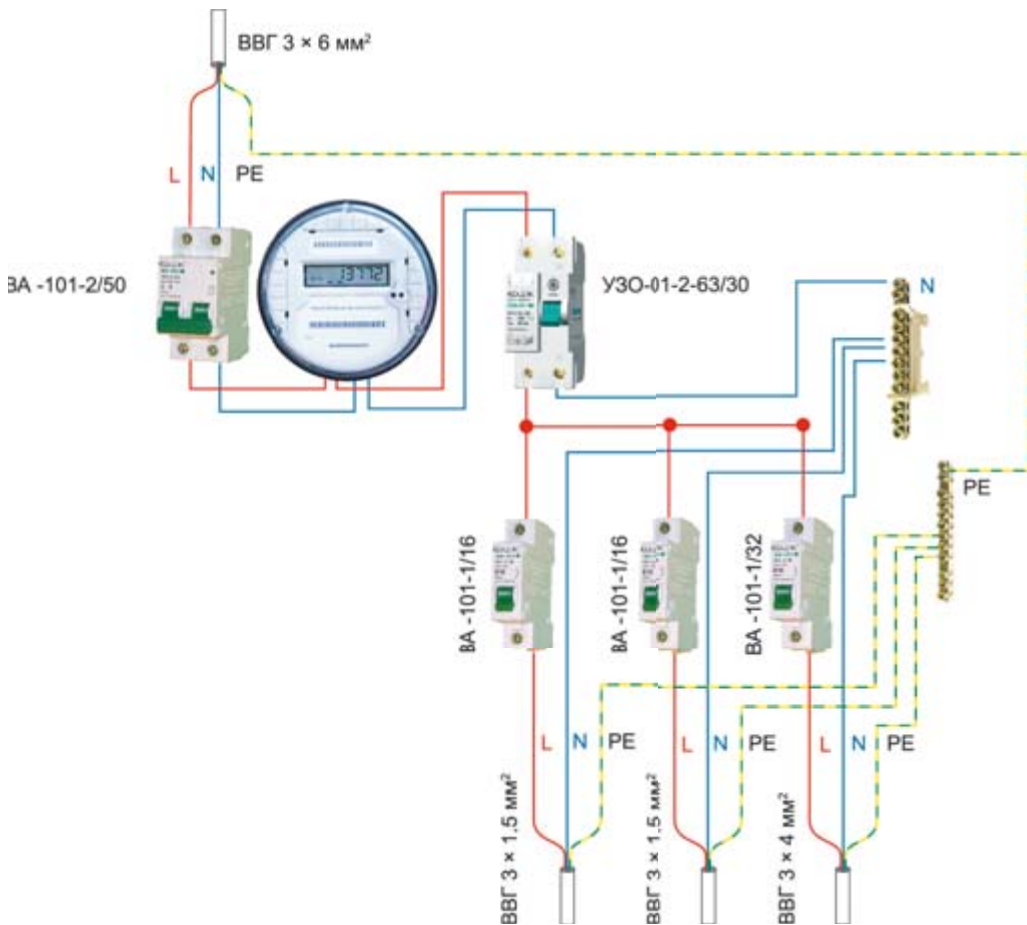 ВВГ 3 × 6 мм²
L N PE
ВА -101-2/50
13772
УЗО-01-2-63/30
N
PE
ВА -101-1/16
ВА -101-1/16
ВА -101-1/32
L N PE
L N PE
L N PE
ВВГ 3 × 1.5 мм²
ВВГ 3 × 1.5 мм²
ВВГ 3 × 4 мм²